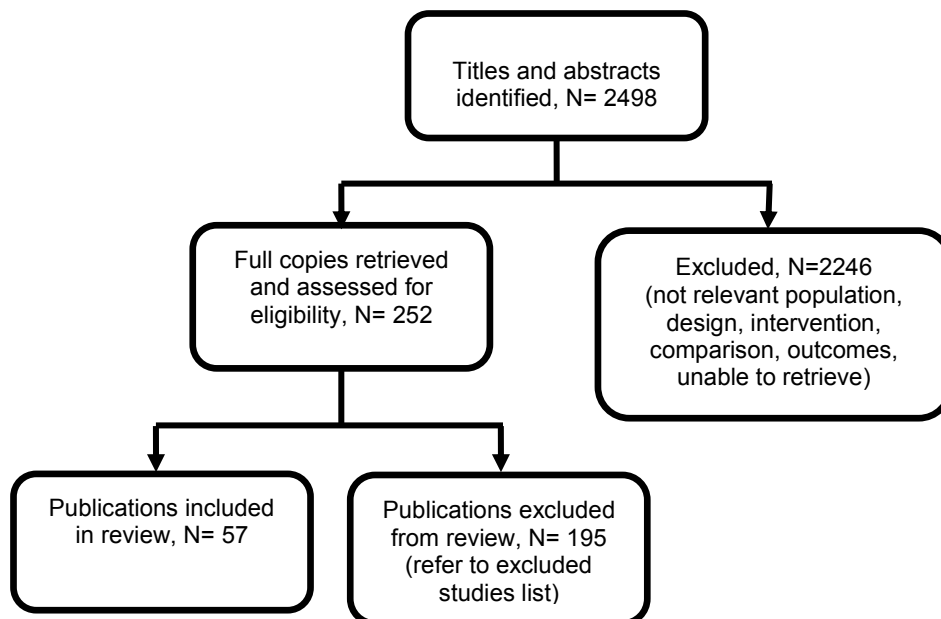 Titles and abstracts
identified, N= 2498
Full copies retrieved
and assessed for
eligibility, N= 252
Excluded, N=2246
(not relevant population,
design, intervention,
comparison, outcomes,
unable to retrieve)
Publications included
in review, N= 57
Publications excluded
from review, N= 195
(refer to excluded
studies list)